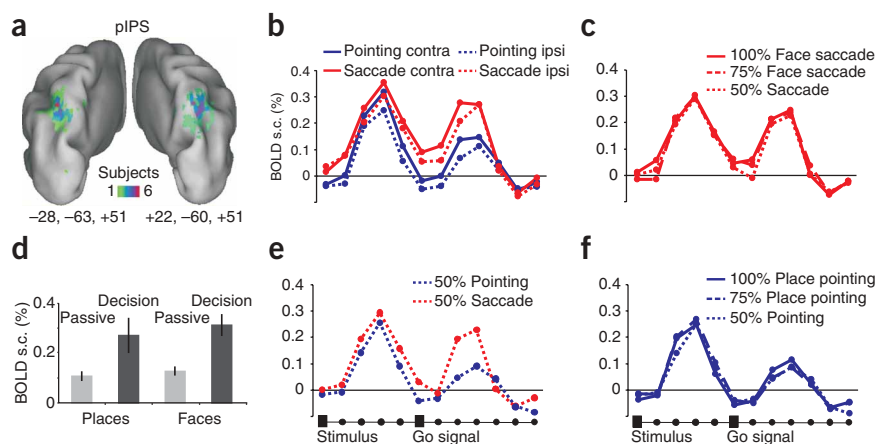 a
pIPS
Subjects
1 6
–28, –63, +51
+22, –60, +51
b
Pointing contra
Pointing ipsi
Saccade contra
Saccade ipsi
BOLD s.c. (%)
0.4
0.3
0.2
0.1
0
c
100% Face saccade
75% Face saccade
50% Saccade
0.4
0.3
0.2
0.1
0
d
BOLD s.c. (%)
0.4
0.2
0
Passive
Decision
Passive
Decision
Places
Faces
e
50% Pointing
50% Saccade
0.4
0.3
0.2
0.1
0
Stimulus
Go signal
f
100% Place pointing
75% Place pointing
50% Pointing
0.4
0.3
0.2
0.1
0
Stimulus
Go signal